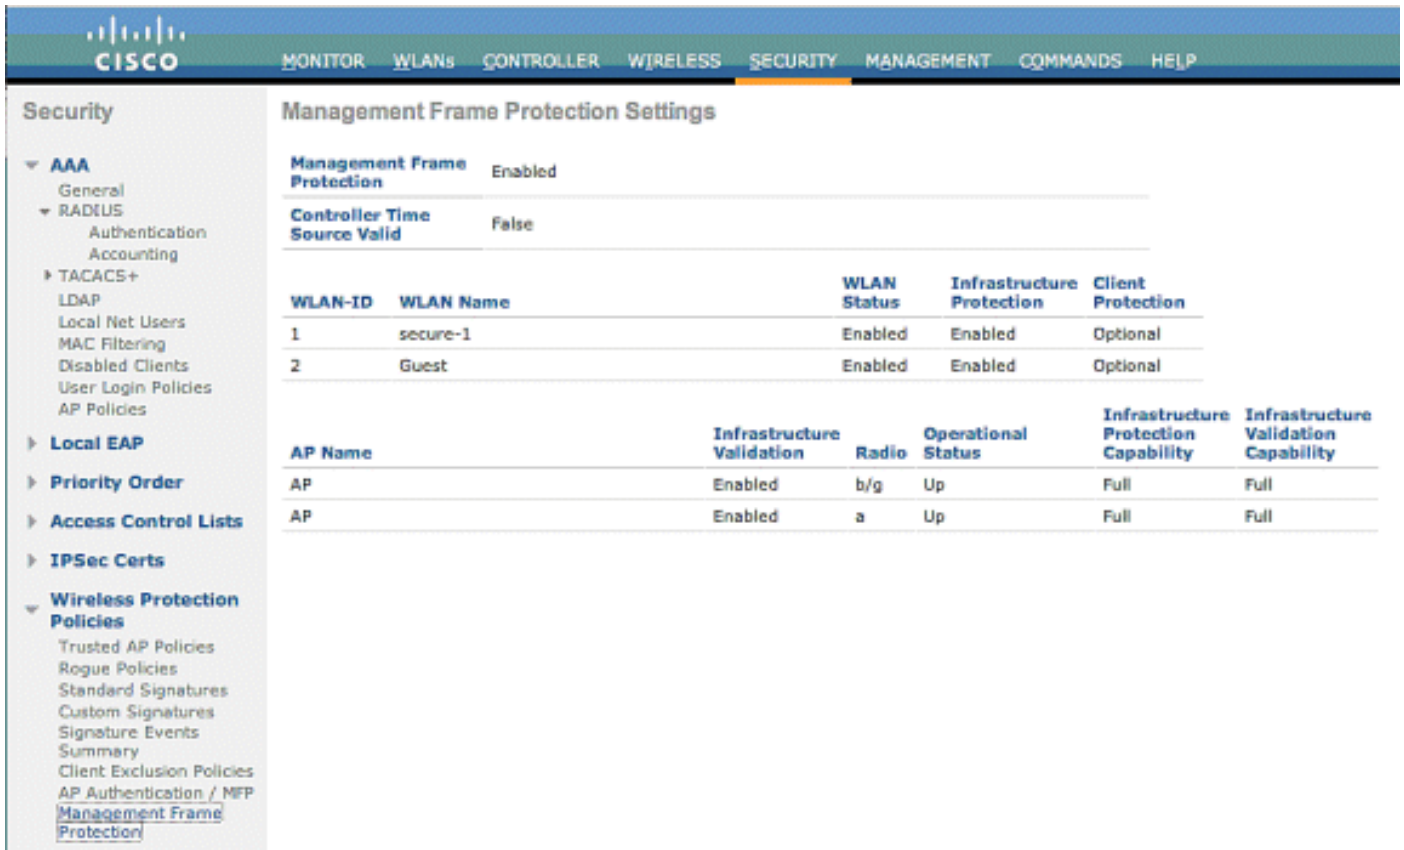 CISCO
MONITOR WLANs CONTROLLER WIRELESS SECURITY MANAGEMENT COMMANDS HELP
Security
AAA
General
RADIUS
Authentication
Accounting
TACACS+
LDAP
Local Net Users
MAC Filtering
Disabled Clients
User Login Policies
AP Policies
Local EAP
Priority Order
Access Control Lists
IPSec Certs
Wireless Protection
Policies
Trusted AP Policies
Rogue Policies
Standard Signatures
Custom Signatures
Signature Events
Summary
Client Exclusion Policies
AP Authentication / MFP
Management Frame
Protection
Management Frame Protection Settings
Management Frame
Protection
Enabled
Controller Time
Source Valid
False
WLAN-ID WLAN Name WLAN Status Infrastructure Protection Client Protection
1 secure-1 Enabled Enabled Optional
2 Guest Enabled Enabled Optional
AP Name Infrastructure Validation Radio Operational Status Infrastructure Protection Capability Infrastructure Validation Capability
AP Enabled b/g Up Full Full
AP Enabled a Up Full Full